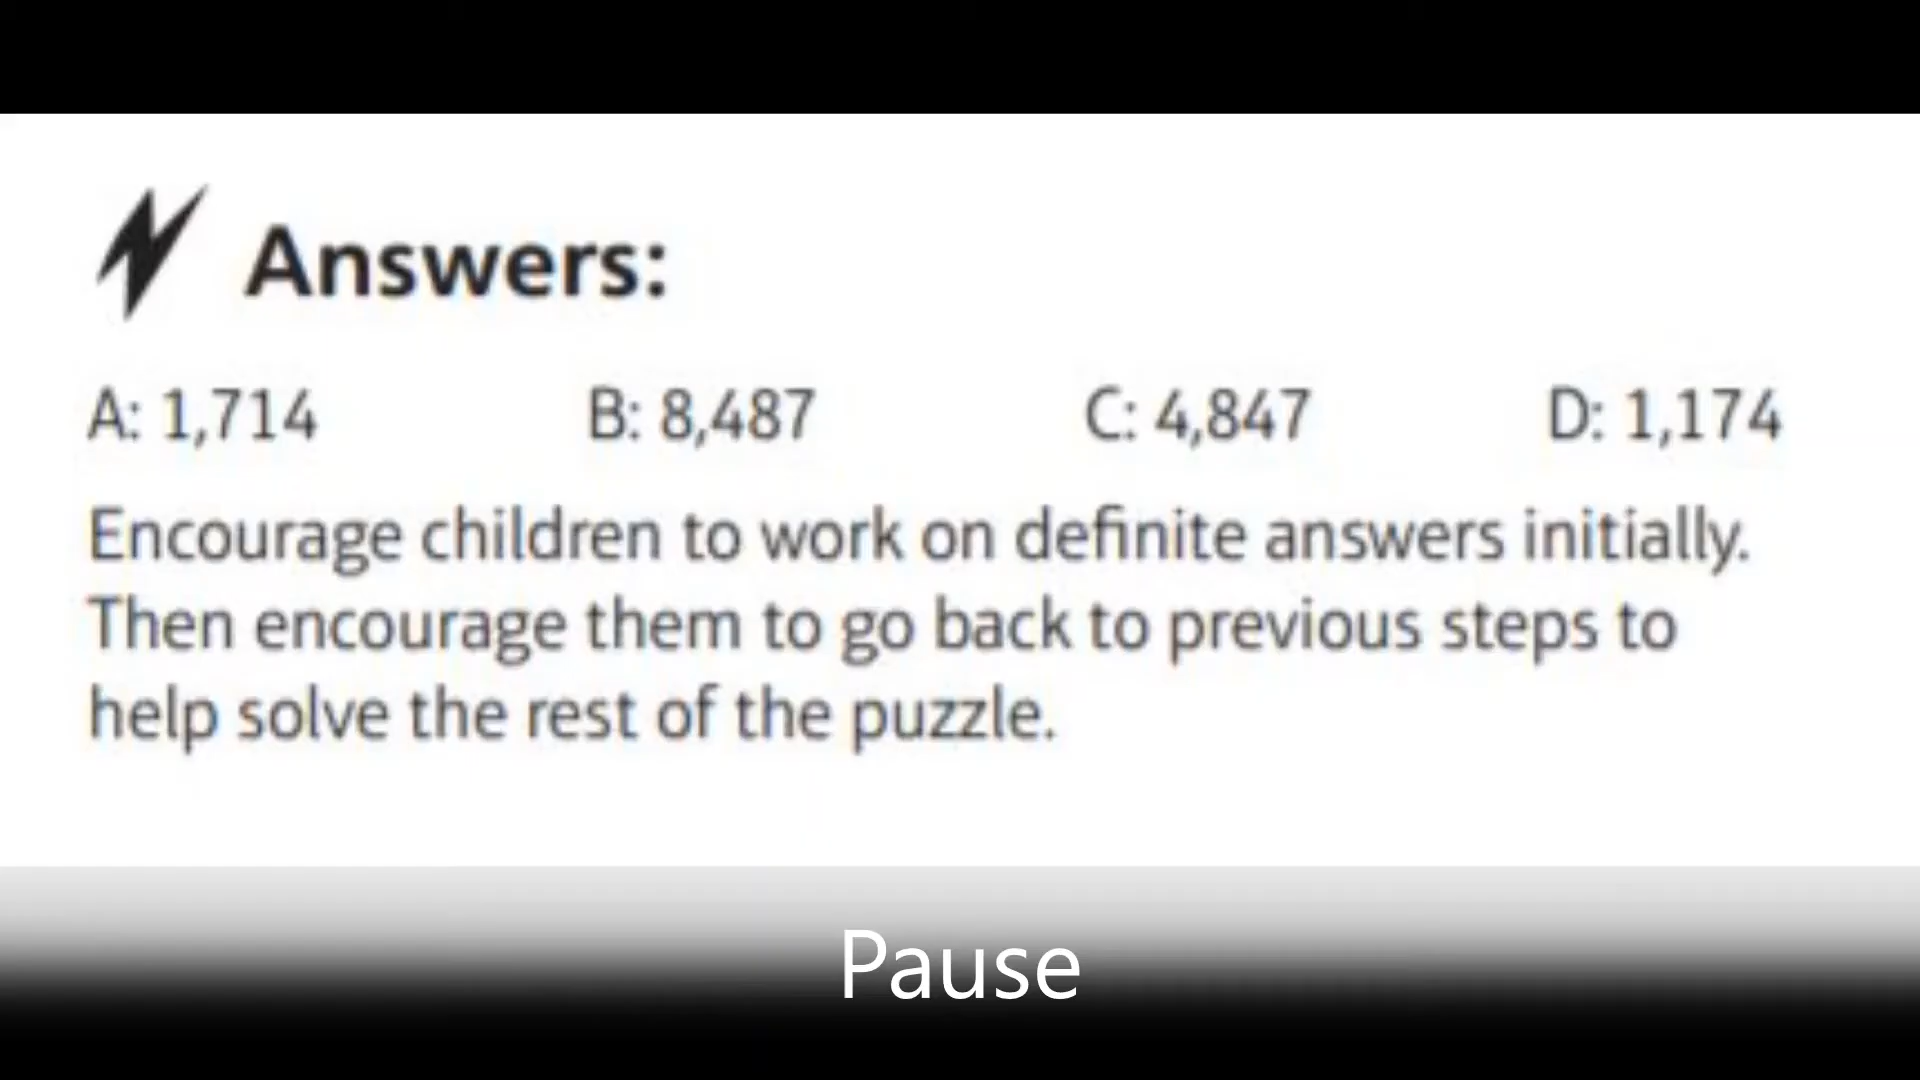 Answers:
A: 1,714 B: 8,487 C: 4,847 D: 1,174
Encourage children to work on definite answers initially.
Then encourage them to go back to previous steps to
help solve the rest of the puzzle.
Pause